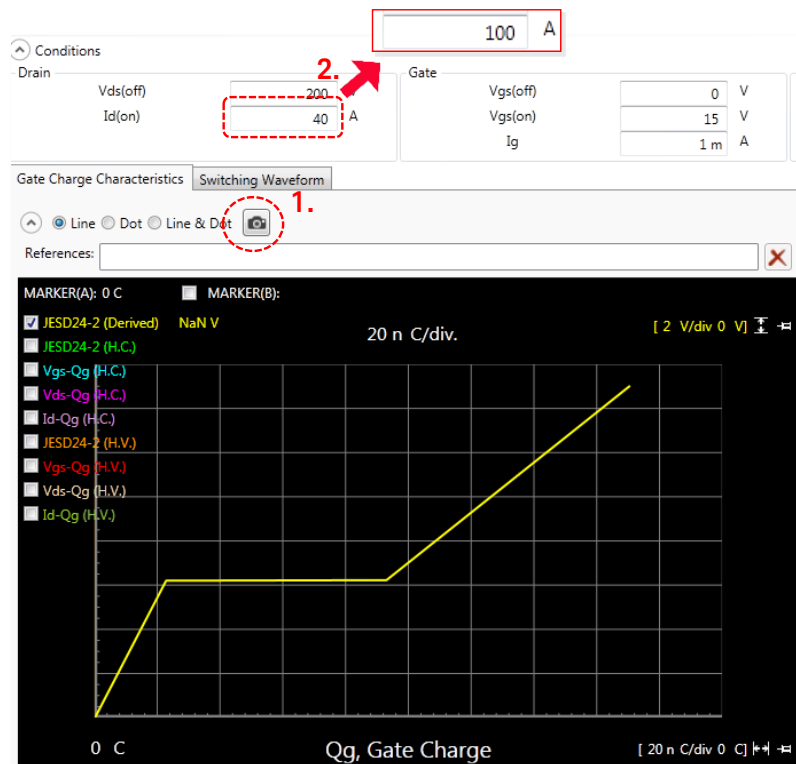 100 A
Conditions
2.
Drain
Gate
Vds(off) 200 Vgs(off) 0 V
Id(on) 40 A Vgs(on) 15 V
Ig 1 m A
Gate Charge Characteristics Switching Waveform
1.
Line Dot Line & Dot
References:
MARKER(A): 0 C MARKER(B):
JESD24-2 (Derived) NaN V
20 n C/div.
[ 2 V/div 0 V]
JESD24-2 (H.C.)
Vgs-Qg (H.C.)
Vds-Qg (H.C.)
Id-Qg (H.C.)
JESD24-2 (H.V.)
Vgs-Qg (H.V.)
Vds-Qg (H.V.)
Id-Qg (H.V.)
0 C
Qg, Gate Charge
[ 20 n C/div 0 C]